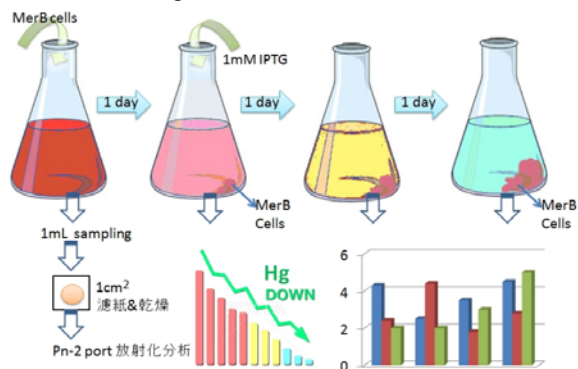 MerB cells
1mM IPTG
1 day
1 day
1 day
MerB
Cells
MerB
Cells
1mL sampling
1cm2
濾紙&乾燥
Pn-2 port 放射化分析
Hg
DOWN
6
4
2
0